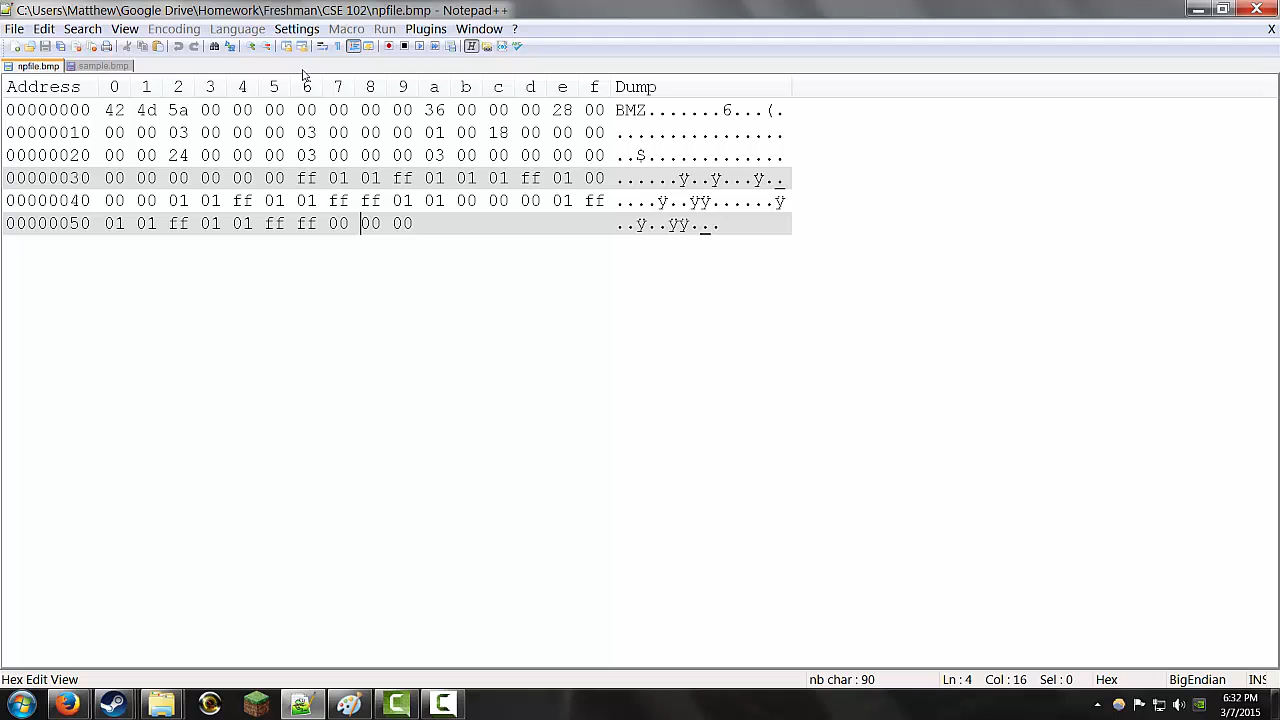 C:\Users\Matthew\Google Drive\Homework\Freshman\CSE 102\npfile.bmp - Notepad++
File Edit Search View Encoding Language Settings Macro Run Plugins Window ? X
npfile.bmp sample.bmp
Address 0 1 2 3 4 5 6 7 8 9 a b c d e f Dump
00000000 42 4d 5a 00 00 00 00 00 00 00 36 00 00 00 28 00 BMZ.......6...(.
00000010 00 00 03 00 00 00 03 00 00 00 01 00 18 00 00 00 ................
00000020 00 00 24 00 00 00 03 00 00 00 03 00 00 00 00 00 ..$.............
00000030 00 00 00 00 00 00 ff 01 01 ff 01 01 01 ff 01 00 ......ÿ..ÿ...ÿ..
00000040 00 00 01 01 ff 01 01 ff ff 01 01 00 00 00 01 ff ....ÿ..ÿÿ......ÿ
00000050 01 01 ff 01 01 ff ff 00 00 00 ..ÿ..ÿÿ...
Hex Edit View nb char : 90 Ln : 4 Col : 16 Sel : 0 Hex BigEndian INS
6:32 PM
3/7/2015